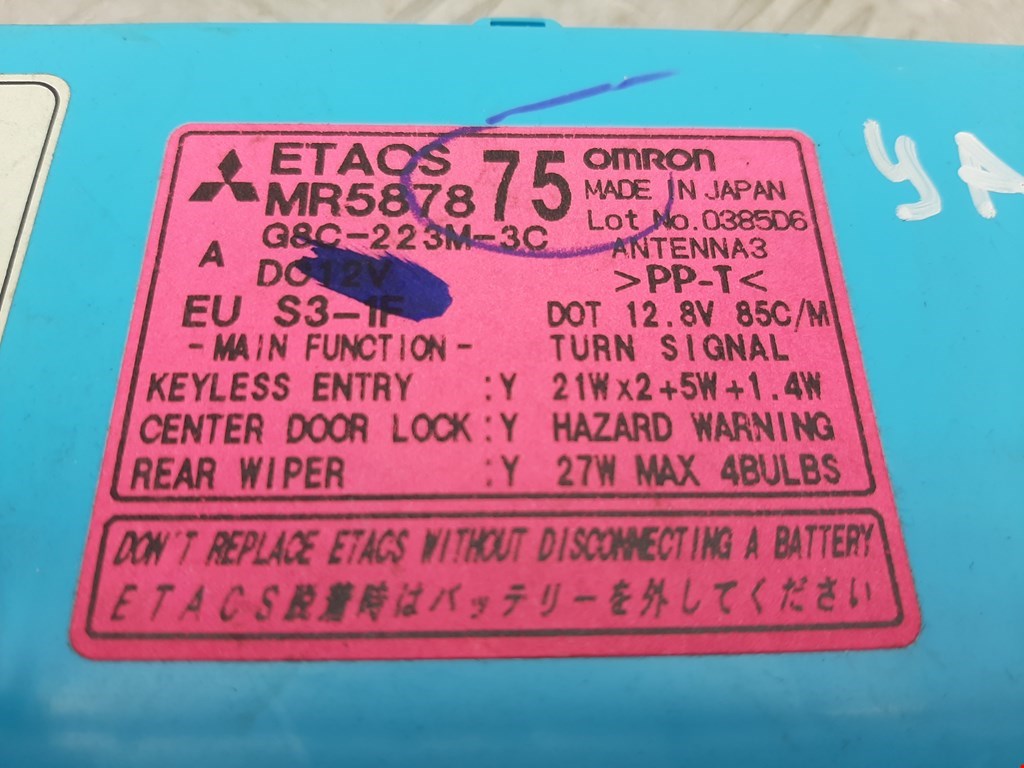 ETACS
MR587875
G8C-223M-3C
A
DC12V
EU S3-1F
-MAIN FUNCTION-
KEYLESS ENTRY :Y
CENTER DOOR LOCK :Y
REAR WIPER :Y
omron
MADE IN JAPAN
Lot No.0385D6
ANTENNA3
>PP-T<
DOT 12.8V 85C/M
TURN SIGNAL
21W×2+5W+1.4W
HAZARD WARNING
27W MAX 4BULBS
DON'T REPLACE ETACS WITHOUT DISCONNECTING A BATTERY
ETACS脱着時はバッテリーを外してください
YA